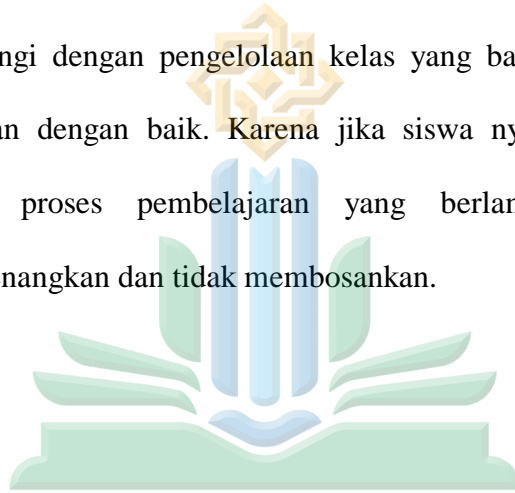 ngi dengan pengelolaan kelas yang ba
an dengan baik. Karena jika siswa ny
proses pembelajaran yang berlan
enangkan dan tidak membosankan.